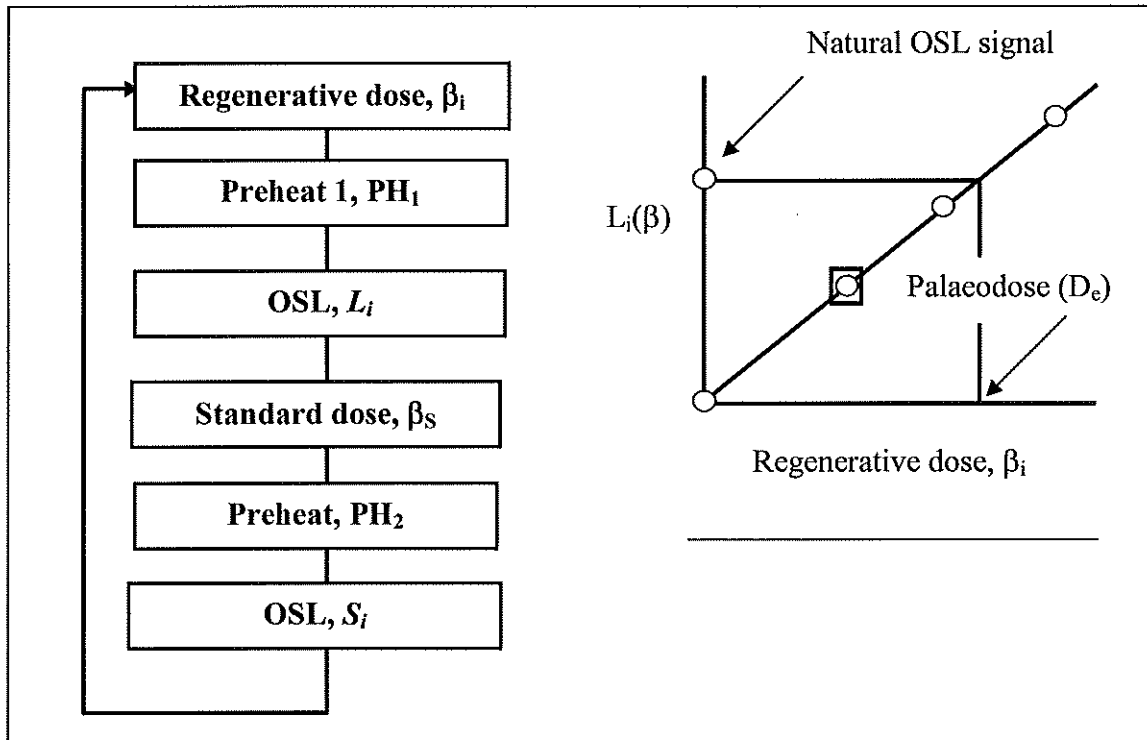 Regenerative dose, βi
Preheat 1, PH1
OSL, Li
Standard dose, βS
Preheat, PH2
OSL, Si
Natural OSL signal
Li(β)
Palaeodose (De)
Regenerative dose, βi